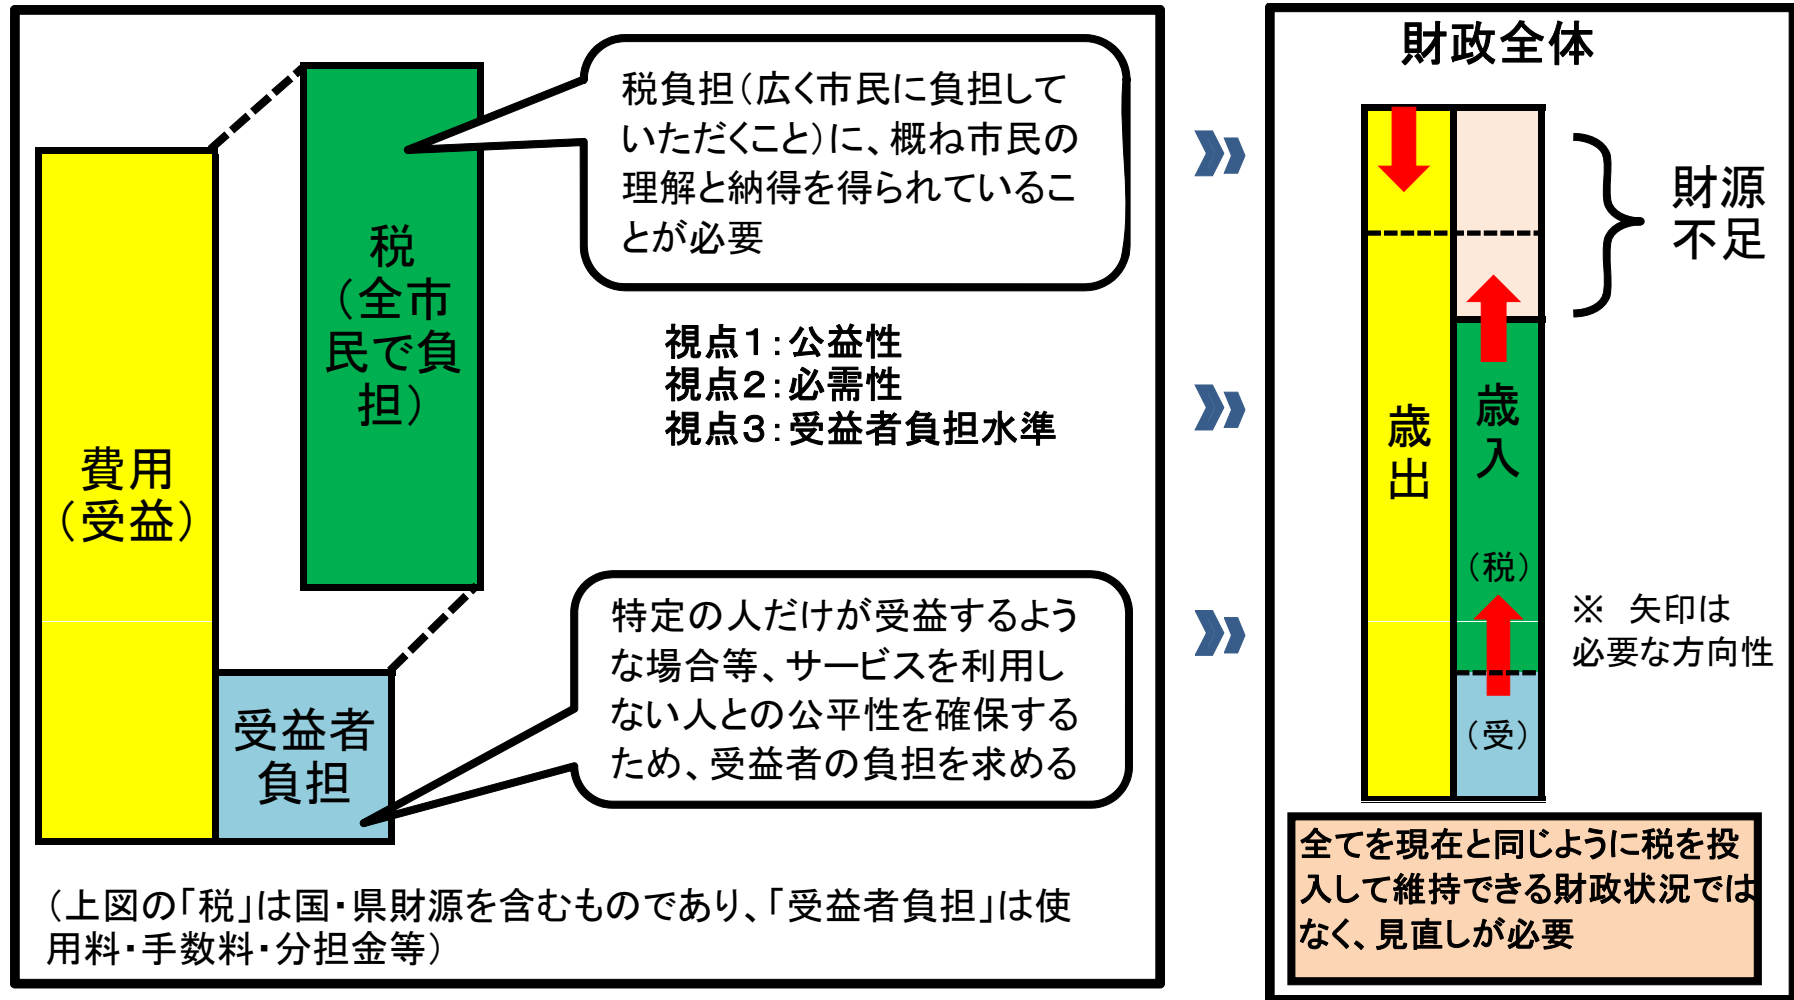 費用
（受益）
税
（全市
民で負
担）
受益者
負担
税負担（広く市民に負担して
いただくこと）に、概ね市民の
理解と納得を得られているこ
とが必要
視点１：公益性
視点２：必需性
視点３：受益者負担水準
特定の人だけが受益するよう
な場合等、サービスを利用し
ない人との公平性を確保する
ため、受益者の負担を求める
（上図の「税」は国・県財源を含むものであり、「受益者負担」は使
用料・手数料・分担金等）
財政全体
歳出
歳入
（税）
（受）
財源
不足
※　矢印は
必要な方向性
全てを現在と同じように税を投
入して維持できる財政状況では
なく、見直しが必要